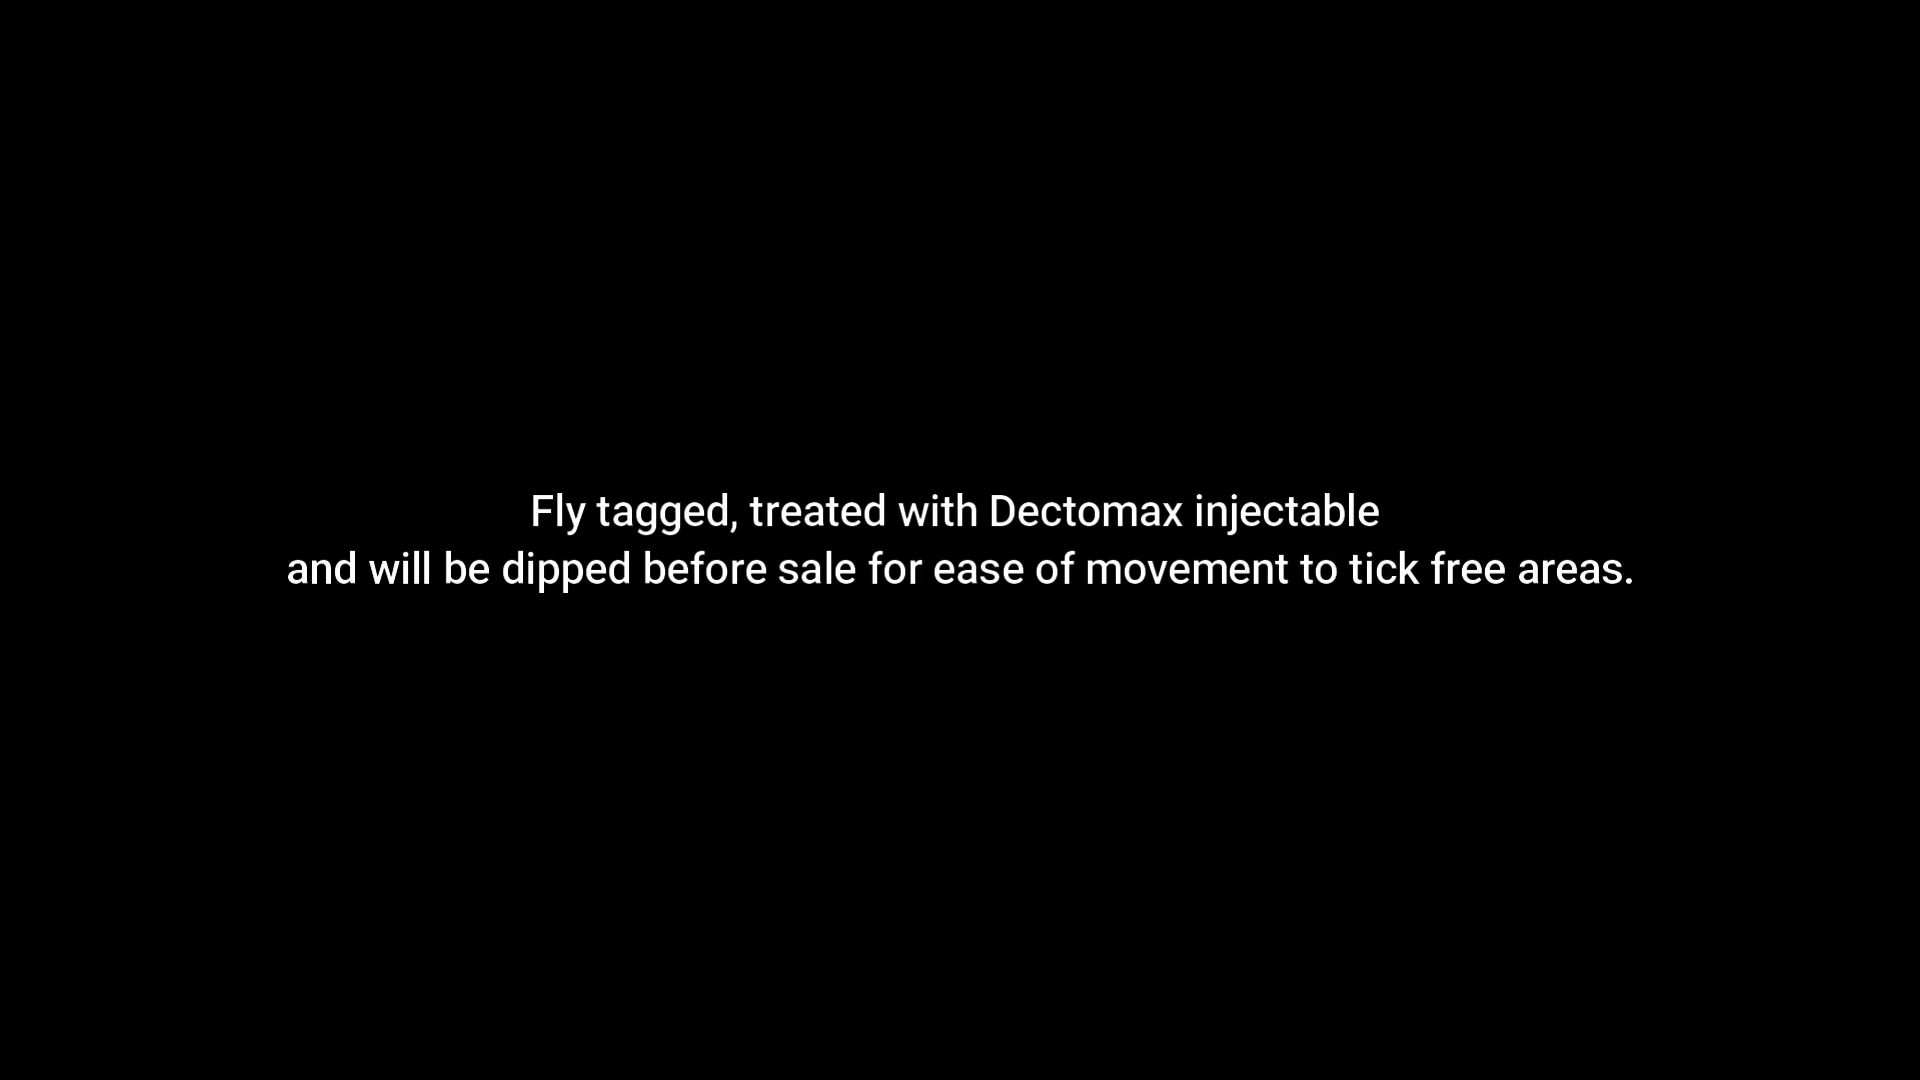 Fly tagged, treated with Dectomax injectable
and will be dipped before sale for ease of movement to tick free areas.